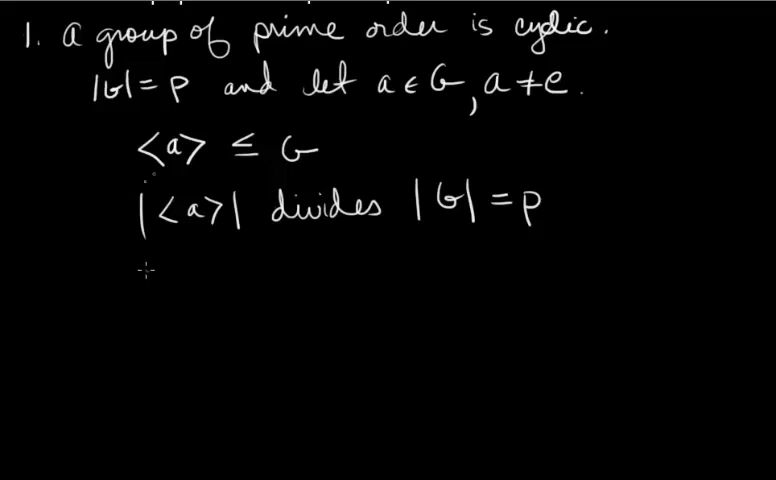 1. A group of prime order is cyclic.
|G| = p and let a ∈ G, a ≠ e.
<a> ≤ G
|<a>| divides |G| = p